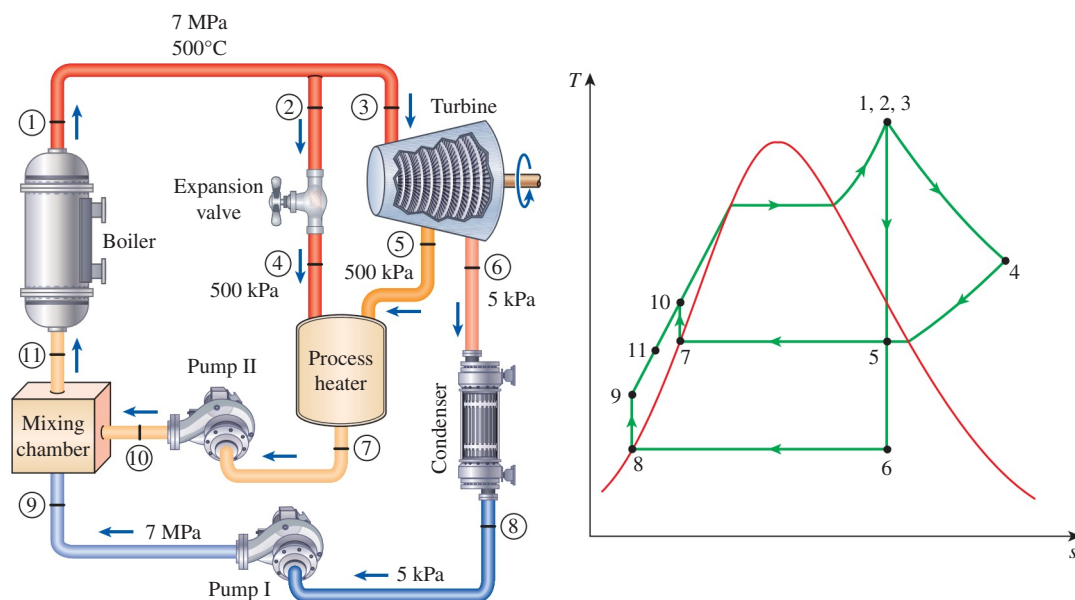 7 MPa
500°C
1
2
3
Turbine
Expansion
valve
Boiler
4
5
6
500 kPa
500 kPa
5 kPa
11
Pump II
Process
heater
Condenser
Mixing
chamber
10
7
9
8
7 MPa
Pump I
5 kPa
T
1, 2, 3
4
10
11
7
5
9
8
6
s